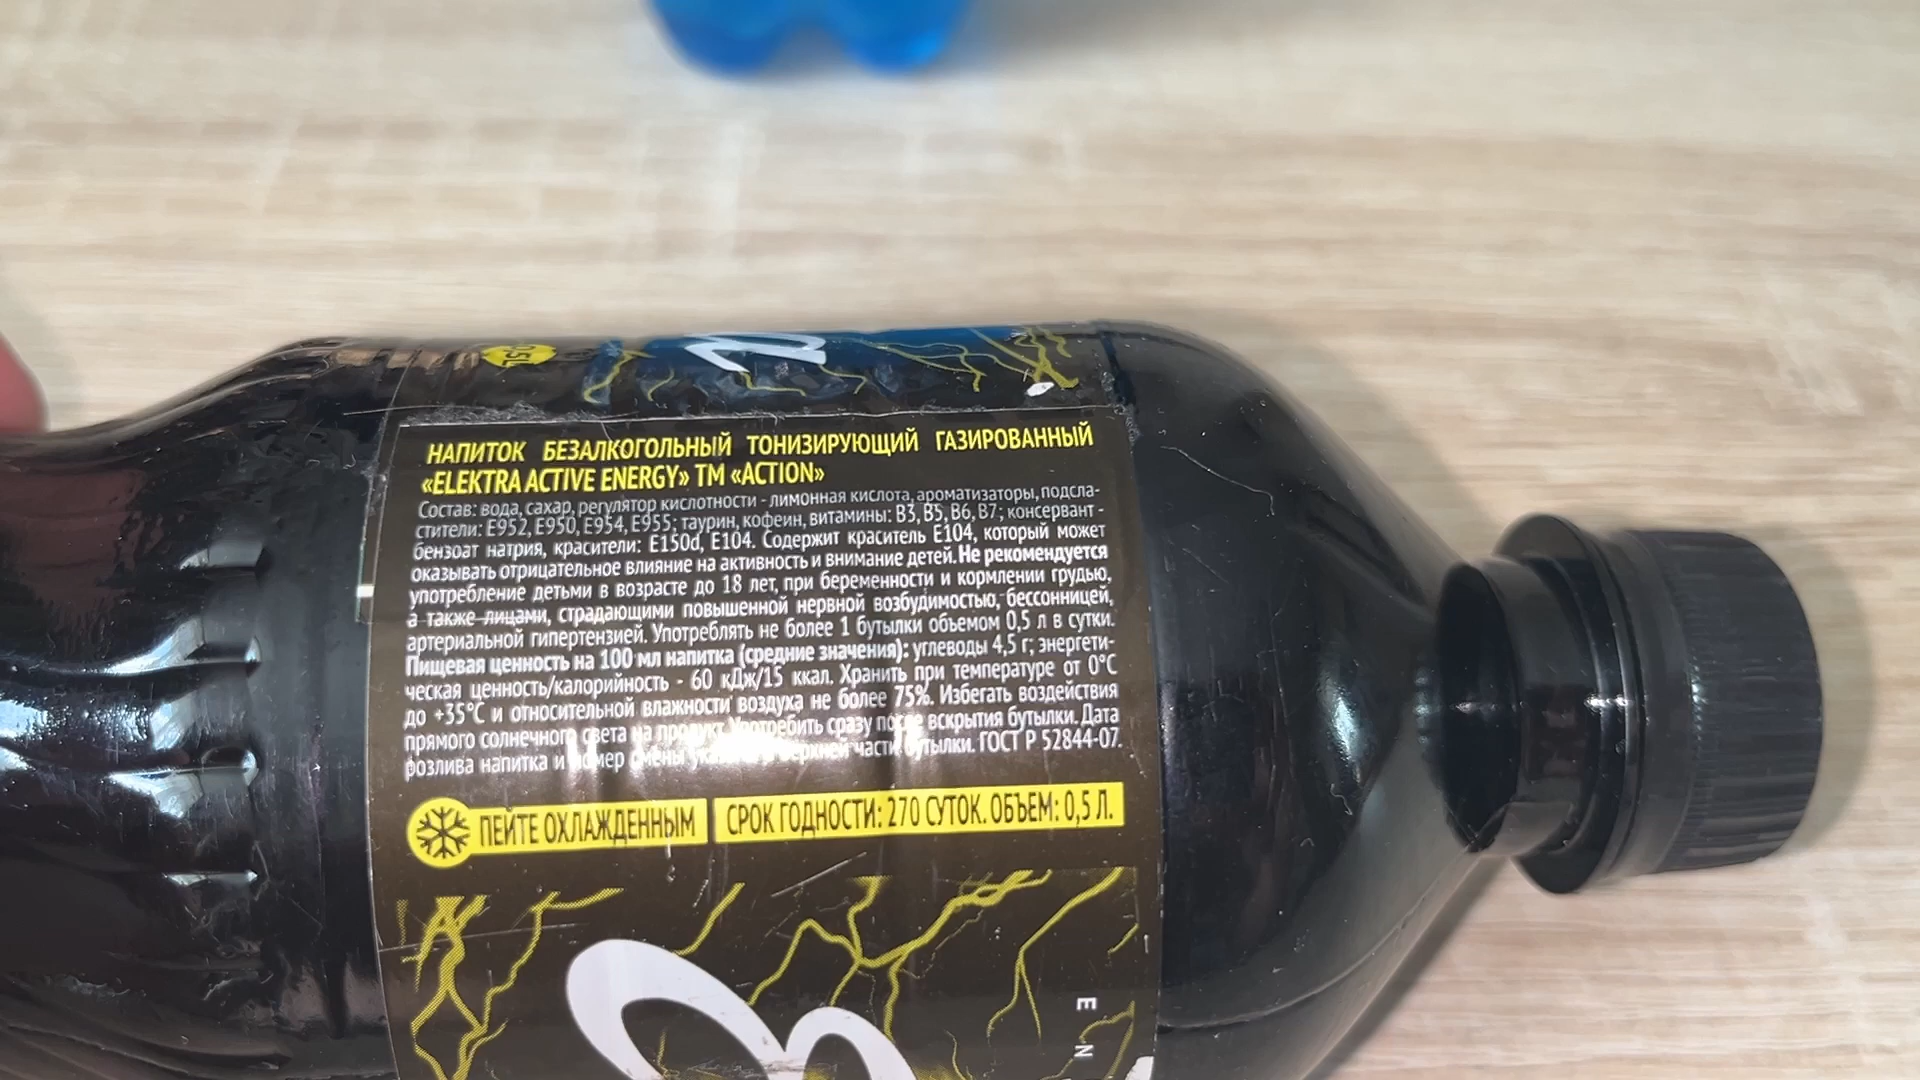 0,5L
НАПИТОК БЕЗАЛКОГОЛЬНЫЙ ТОНИЗИРУЮЩИЙ ГАЗИРОВАННЫЙ
«ELEKTRA ACTIVE ENERGY» ТМ «ACTION»
Состав: вода, сахар, регулятор кислотности - лимонная кислота, ароматизаторы, подсла-
стители: Е952, Е950, Е954, Е955; таурин, кофеин, витамины: В3, В5, В6, В7; консервант -
бензоат натрия, красители: Е150d, Е104. Содержит краситель Е104, который может
оказывать отрицательное влияние на активность и внимание детей. Не рекомендуется
употребление детьми в возрасте до 18 лет, при беременности и кормлении грудью,
а также лицами, страдающими повышенной нервной возбудимостью, бессонницей,
артериальной гипертензией. Употреблять не более 1 бутылки объемом 0,5 л в сутки.
Пищевая ценность на 100 мл напитка (средние значения): углеводы 4,5 г; энергети-
ческая ценность/калорийность - 60 кДж/15 ккал. Хранить при температуре от 0°С
до +35°С и относительной влажности воздуха не более 75%. Избегать воздействия
прямого солнечного света на продукт. Употребить сразу после вскрытия бутылки. Дата
розлива напитка и номер смены верхней части бутылки. ГОСТ Р 52844-07.
ПЕЙТЕ ОХЛАЖДЕННЫМ СРОК ГОДНОСТИ: 270 СУТОК. ОБЪЕМ: 0,5 Л.
E N